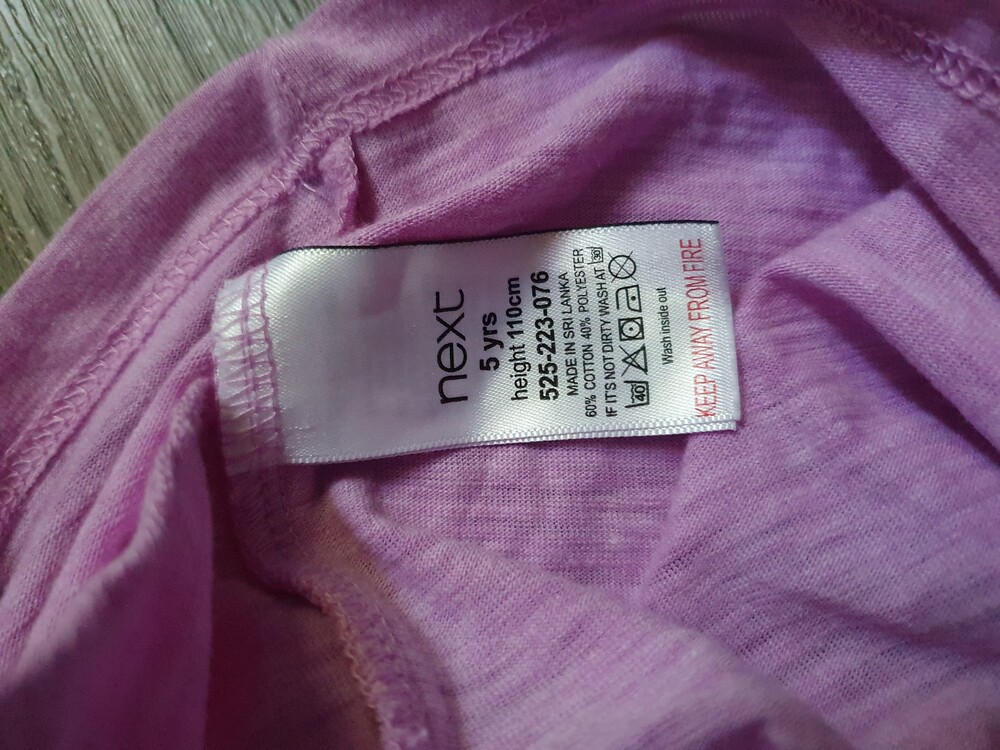 next
5 yrs
height 110cm
525-223-076
MADE IN SRI LANKA
60% COTTON 40% POLYESTER
IF IT'S NOT DIRTY WASH AT 30
40
Wash inside out
KEEP AWAY FROM FIRE